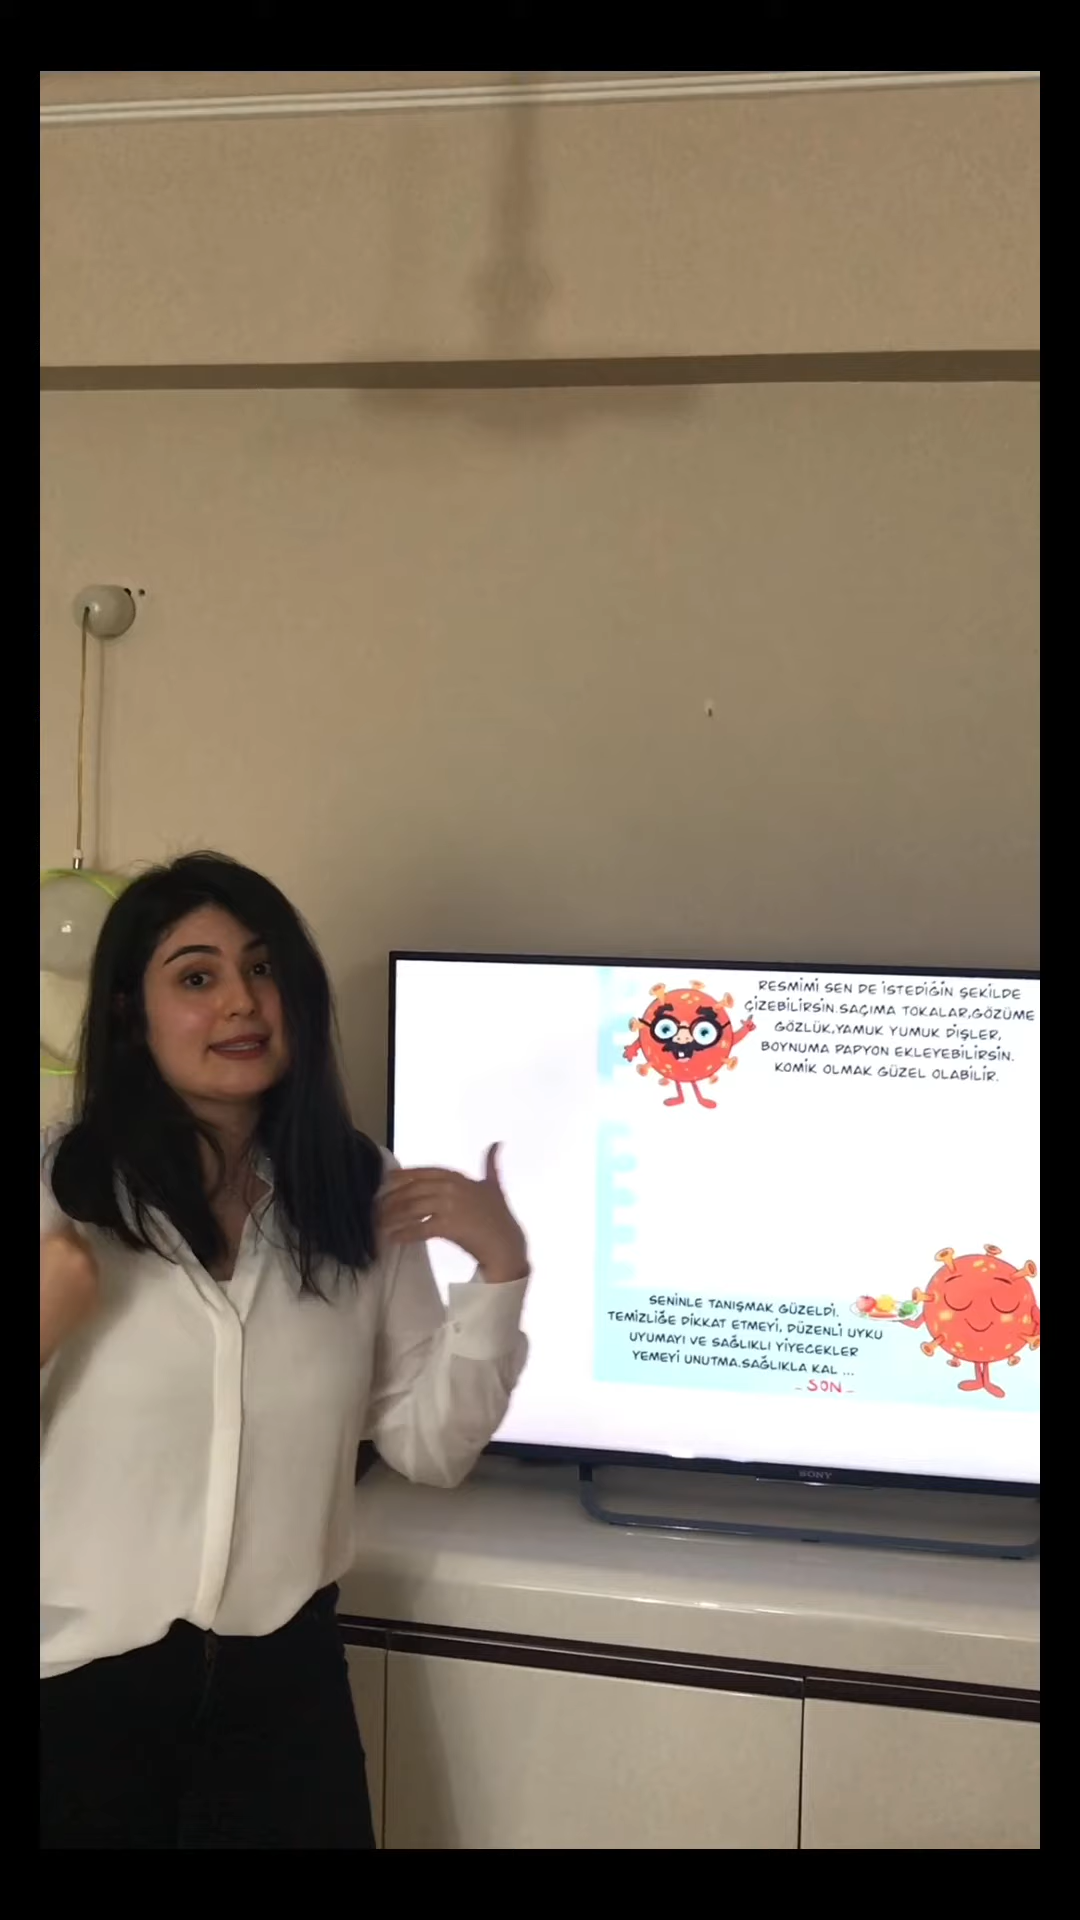 RESMİMİ SEN DE İSTEDİĞİN ŞEKİLDE
ÇİZEBİLİRSİN.SAÇIMA TOKALAR,GÖZÜME
GÖZLÜK,YAMUK YUMUK DİŞLER,
BOYNUMA PAPYON EKLEYEBİLİRSİN.
KOMİK OLMAK GÜZEL OLABİLİR.
SENİNLE TANIŞMAK GÜZELDİ.
TEMİZLİĞE DİKKAT ETMEYİ, DÜZENLİ UYKU
UYUMAYI VE SAĞLIKLI YİYECEKLER
YEMEYİ UNUTMA.SAĞLIKLA KAL ...
- SON -
SONY